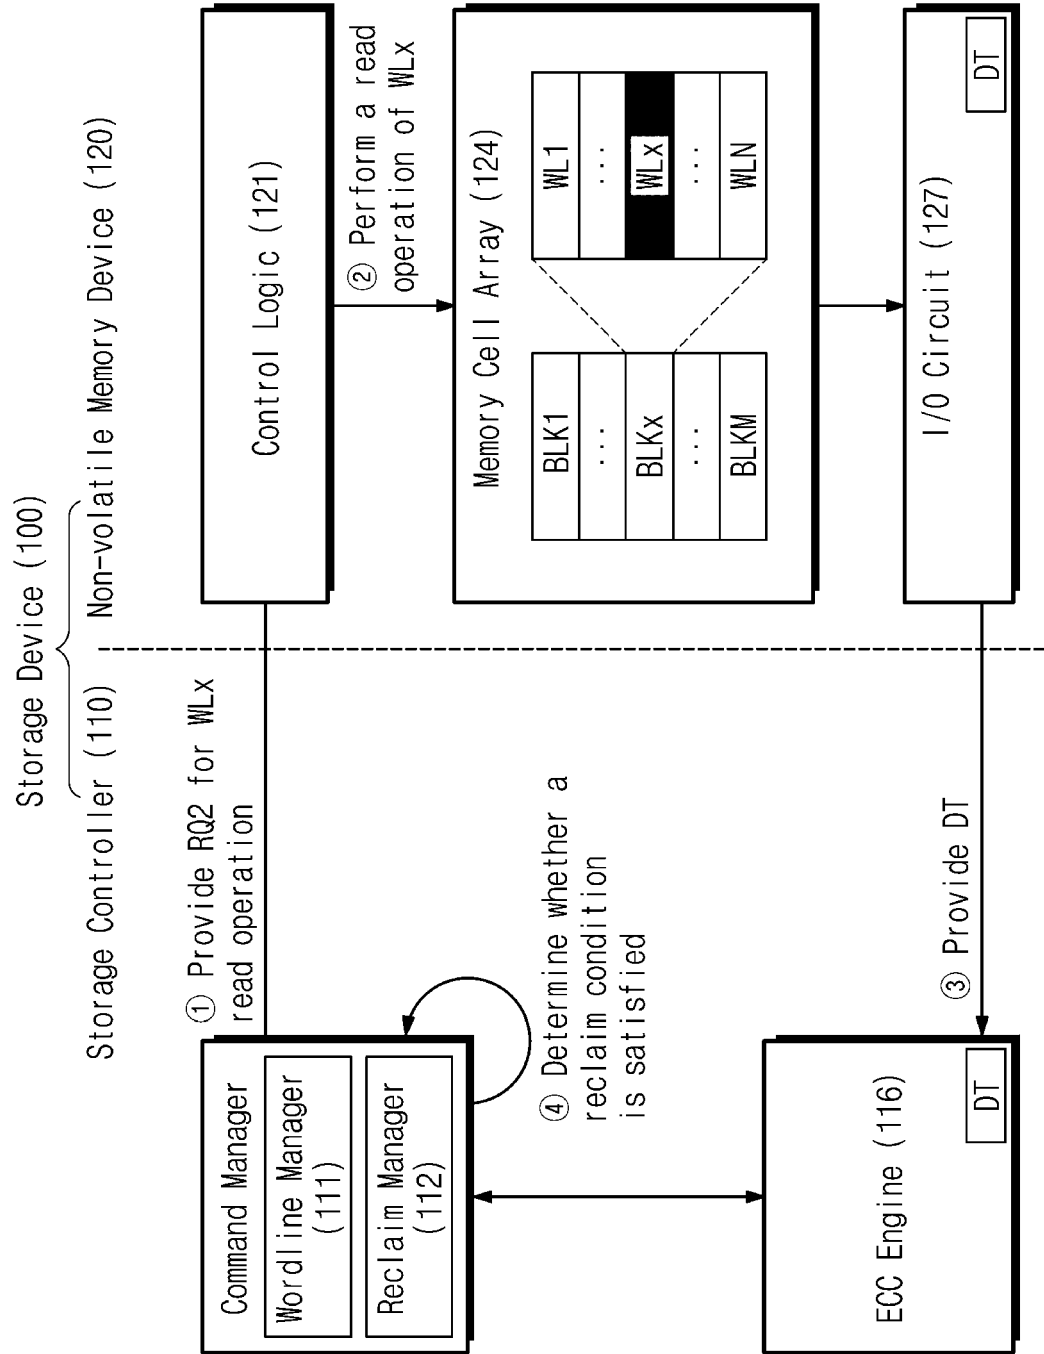 Storage Device (100)
Storage Controller (110)
Non-volatile Memory Device (120)
Command Manager
Wordline Manager
(111)
Reclaim Manager
(112)
① Provide RQ2 for WLx
read operation
Control Logic (121)
② Perform a read
operation of WLx
Memory Cell Array (124)
BLK1
...
BLKx
...
BLKM
WL1
...
WLx
...
WLN
④ Determine whether a
reclaim condition
is satisfied
ECC Engine (116)
DT
③ Provide DT
I/O Circuit (127)
DT